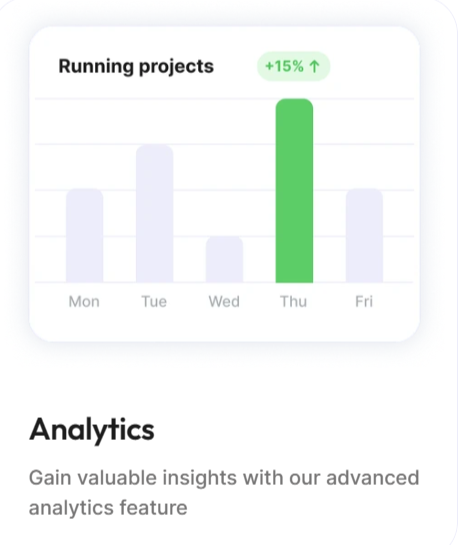 Running projects
+15% ↑
Mon Tue Wed Thu Fri
Analytics
Gain valuable insights with our advanced
analytics feature